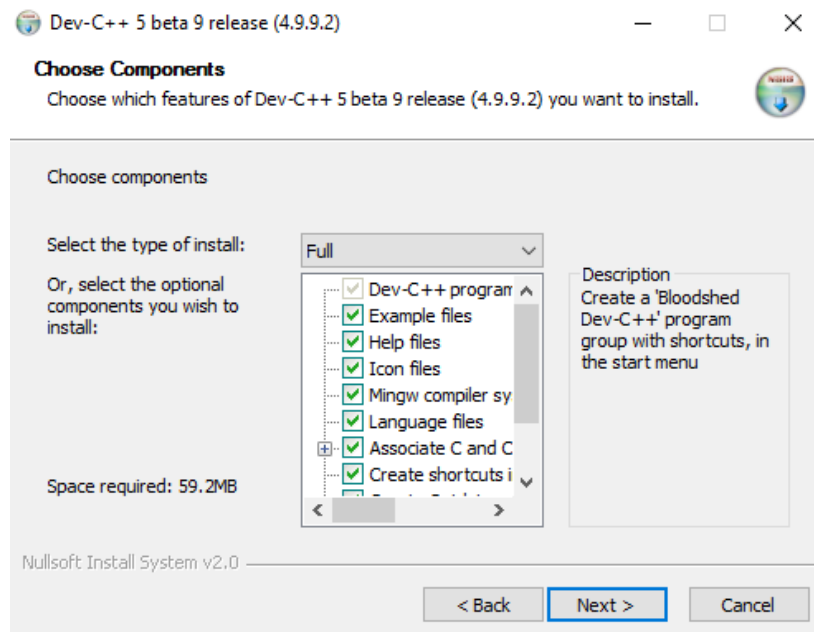 Dev-C++ 5 beta 9 release (4.9.9.2)
Choose Components
Choose which features of Dev-C++ 5 beta 9 release (4.9.9.2) you want to install.
Choose components
Select the type of install:
Full
Or, select the optional
components you wish to
install:
Dev-C++ program
Example files
Help files
Icon files
Mingw compiler sy
Language files
Associate C and C
Create shortcuts i
Description
Create a 'Bloodshed
Dev-C++' program
group with shortcuts, in
the start menu
Space required: 59.2MB
Nullsoft Install System v2.0
< Back
Next >
Cancel